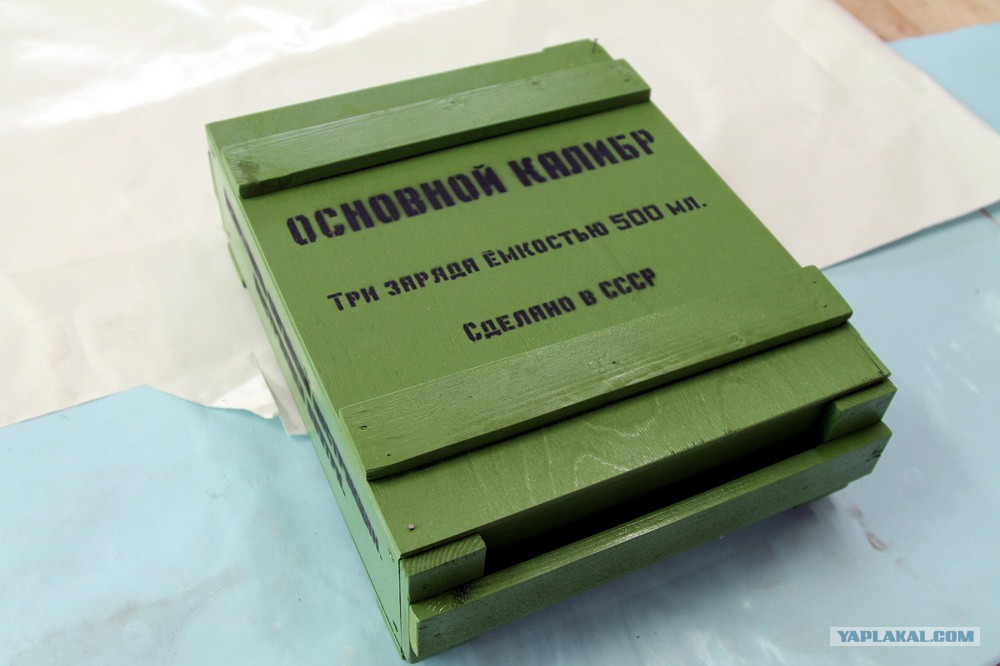 ОСНОВНОЙ КАЛИБР
ТРИ ЗАРЯДА ЁМКОСТЬЮ 500 МЛ.
СДЕЛАНО В СССР
YAPLAKAL.COM